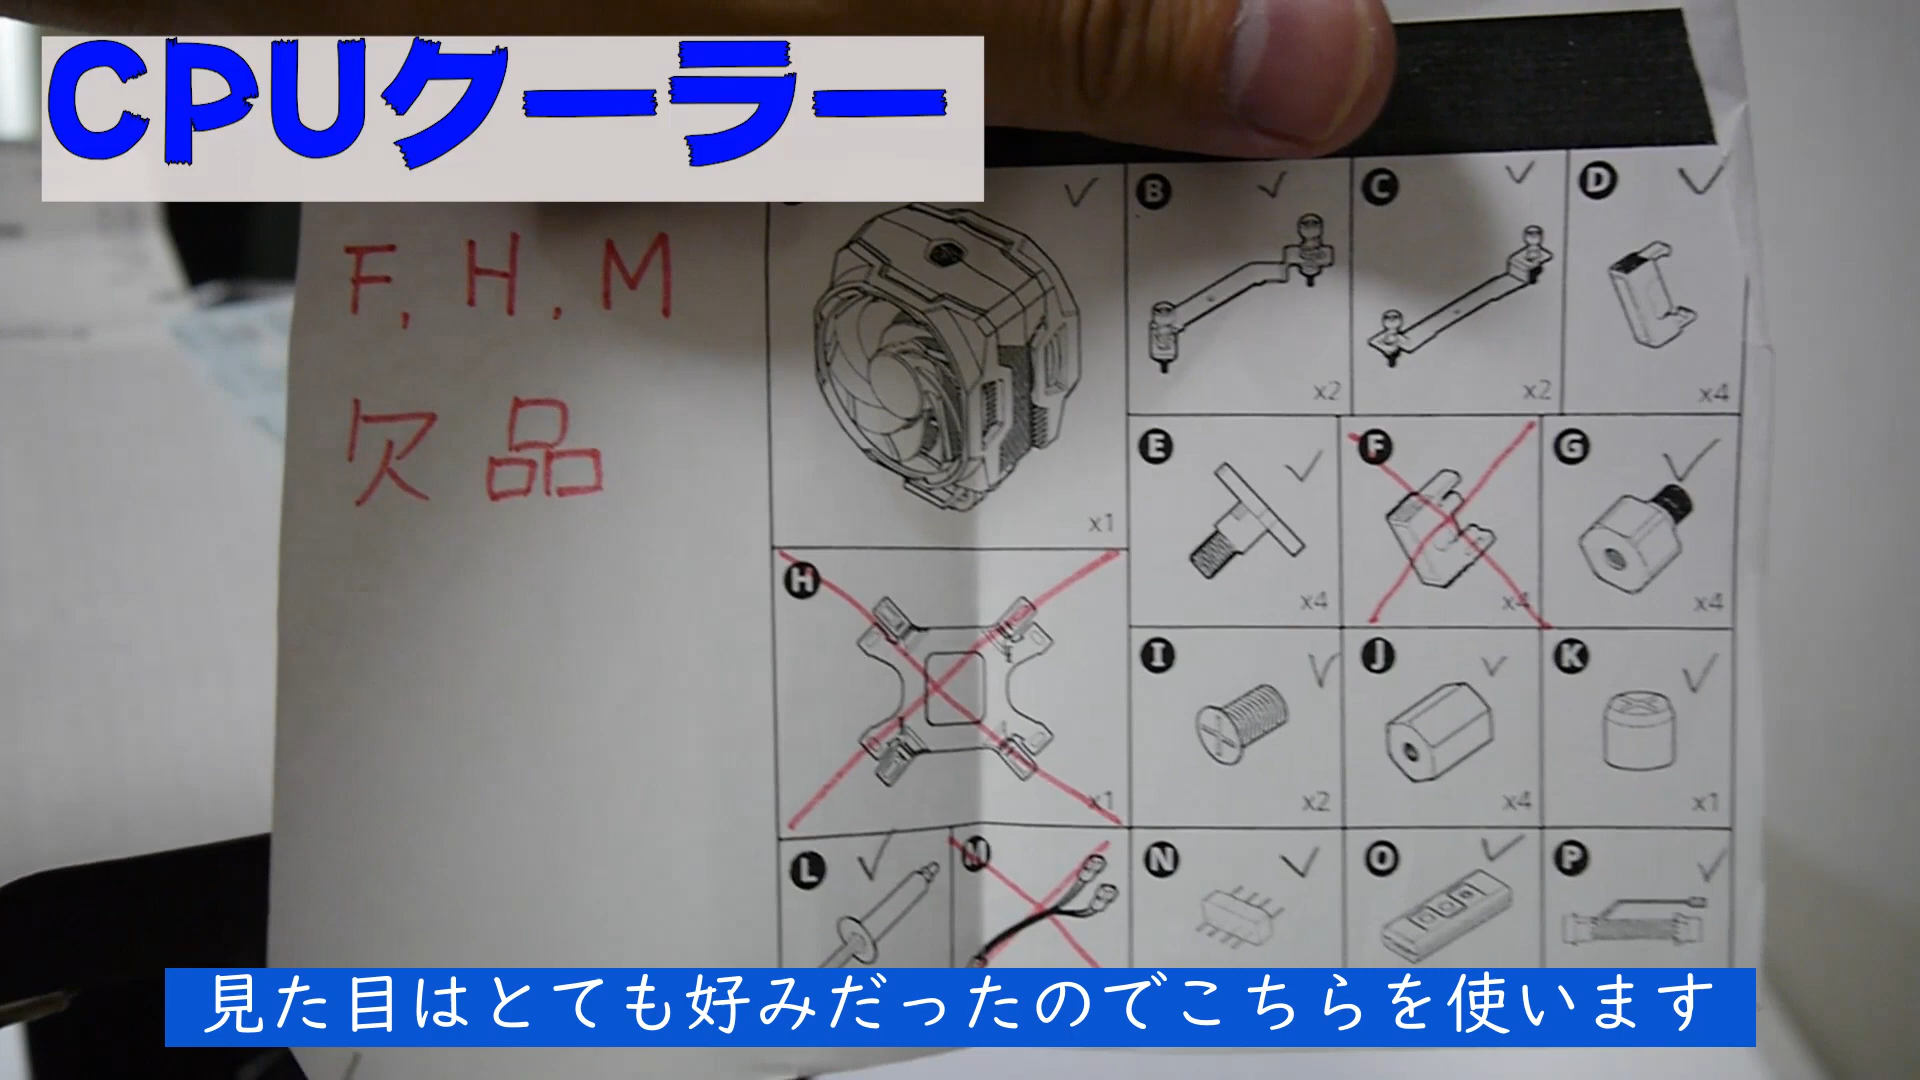 CPUクーラー
F, H, M
欠品
x1
B
x2
C
x2
D
x4
E
x4
F
x4
G
x4
H
x1
I
x2
J
x4
K
x1
L
M
N
O
P
見た目はとても好みだったのでこちらを使います